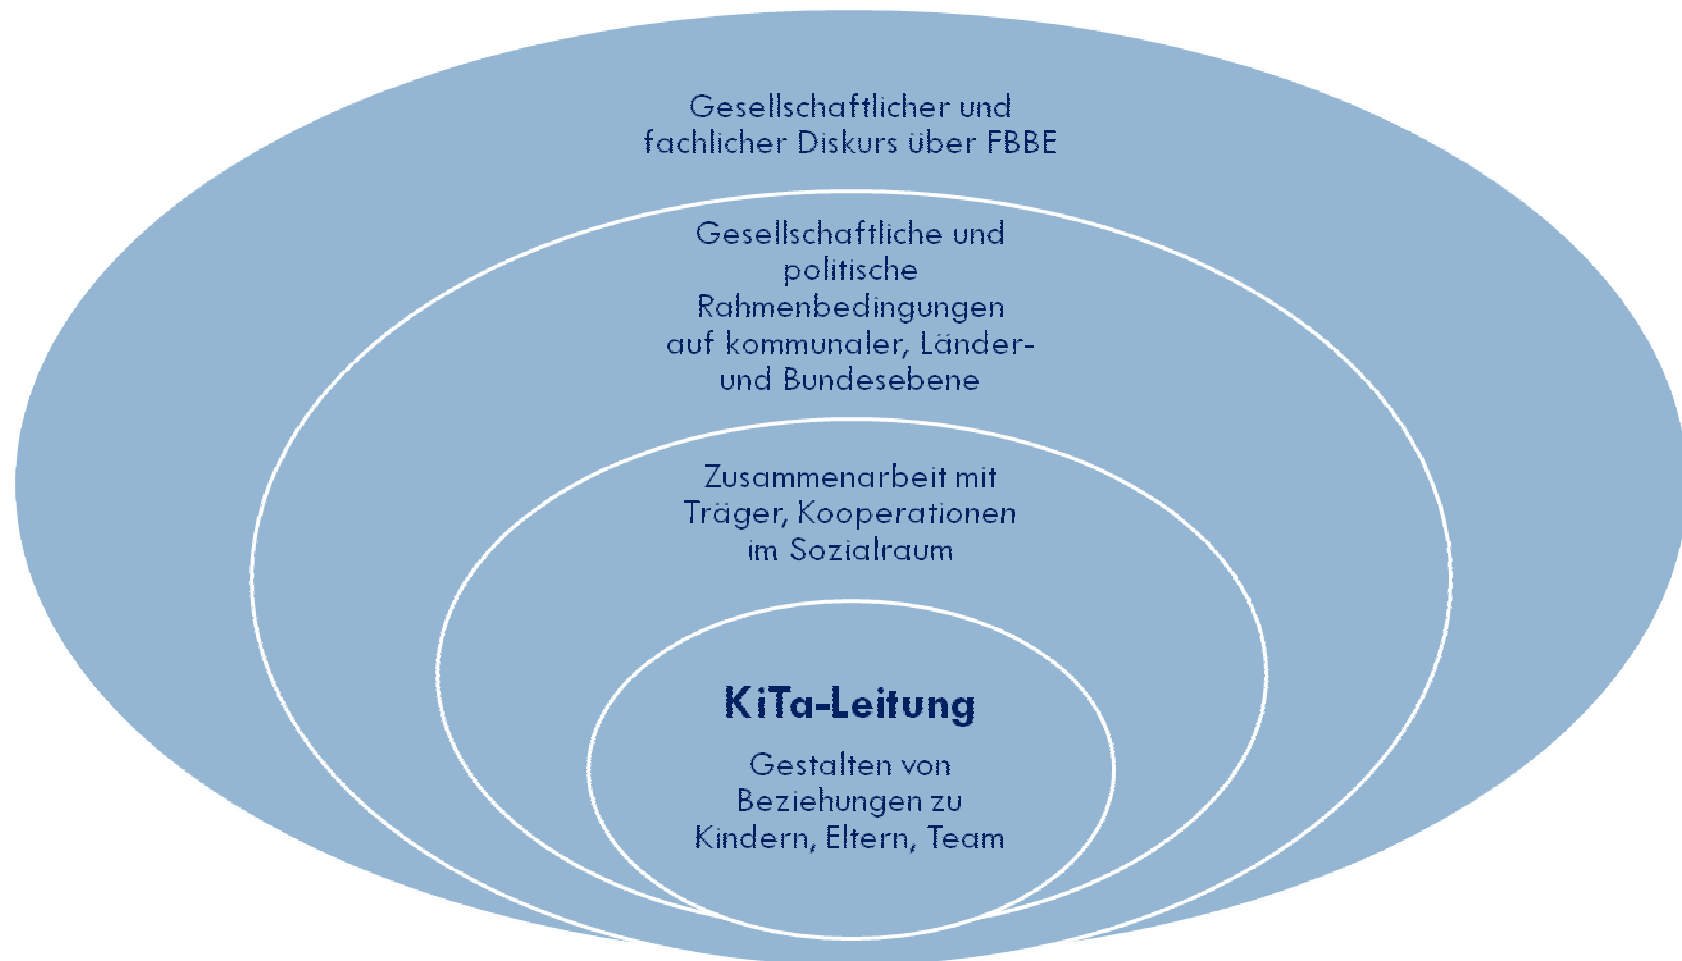 Gesellschaftlicher und
fachlicher Diskurs über FBBE
Gesellschaftliche und
politische
Rahmenbedingungen
auf kommunaler, Länder-
und Bundesebene
Zusammenarbeit mit
Träger, Kooperationen
im Sozialraum
KiTa-Leitung
Gestalten von
Beziehungen zu
Kindern, Eltern, Team